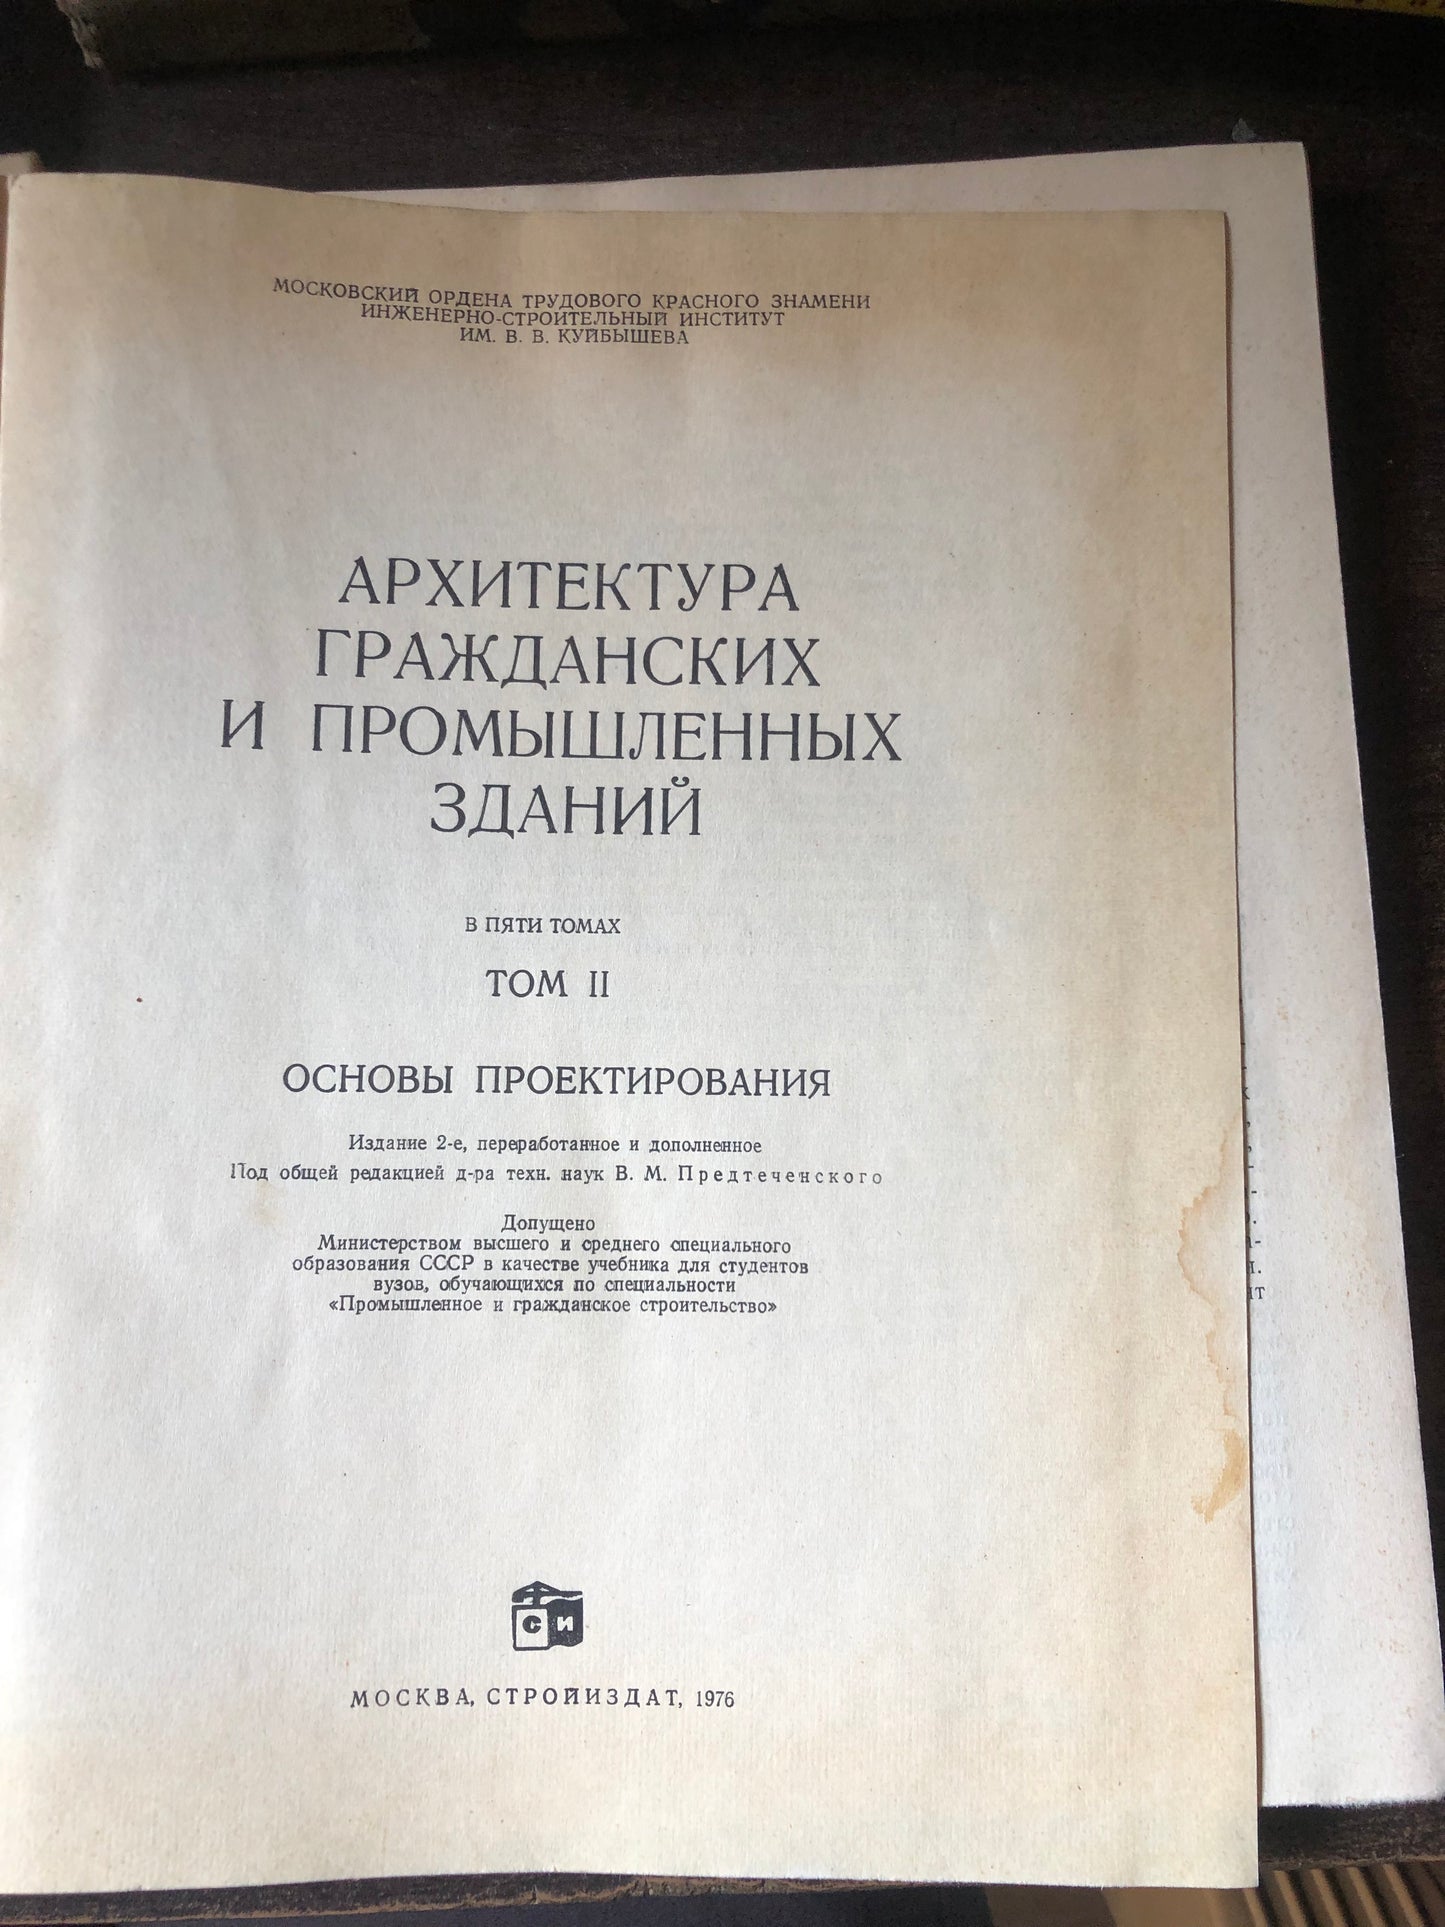 МОСКОВСКИЙ ОРДЕНА ТРУДОВОГО КРАСНОГО ЗНАМЕНИ
ИНЖЕНЕРНО-СТРОИТЕЛЬНЫЙ ИНСТИТУТ
ИМ. В. В. КУЙБЫШЕВА
АРХИТЕКТУРА
ГРАЖДАНСКИХ
И ПРОМЫШЛЕННЫХ
ЗДАНИЙ
В ПЯТИ ТОМАХ
ТОМ II
ОСНОВЫ ПРОЕКТИРОВАНИЯ
Издание 2-е, переработанное и дополненное
Под общей редакцией д-ра техн. наук В. М. Предтеченского
Допущено
Министерством высшего и среднего специального
образования СССР в качестве учебника для студентов
вузов, обучающихся по специальности
«Промышленное и гражданское строительство»
СИ
МОСКВА, СТРОЙИЗДАТ, 1976